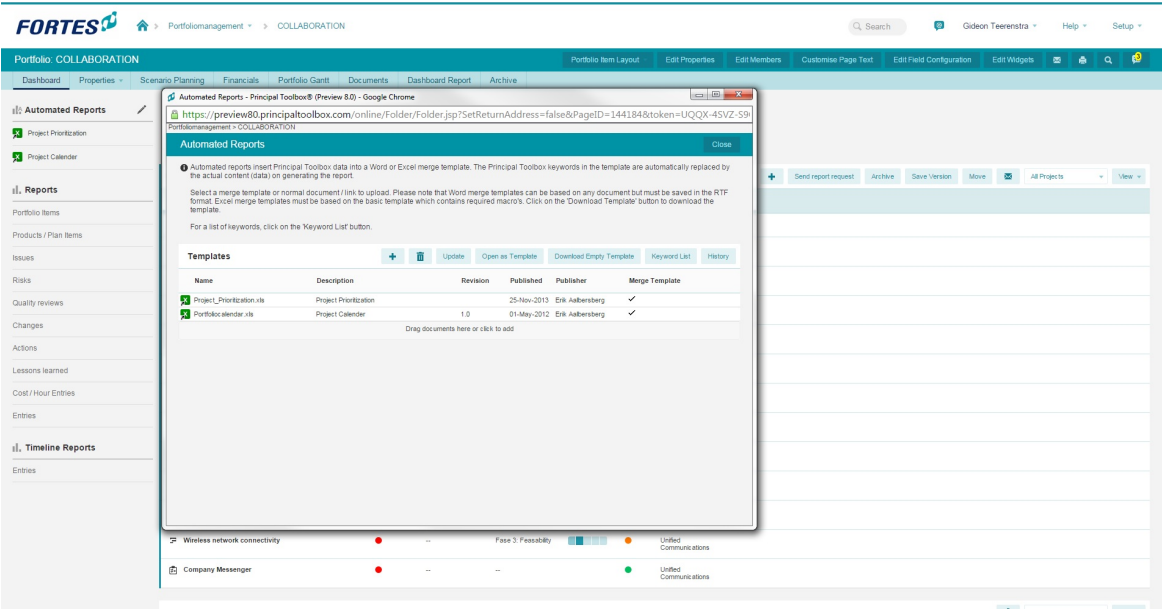 FORTES
Portfoliomanagement
COLLABORATION
Search
Gideon Teerenstra
Help
Setup
Portfolio: COLLABORATION
Portfolio Item Layout
Edit Properties
Edit Members
Customise Page Text
Edit Field Configuration
Edit Widgets
3
Dashboard
Properties
Scenario Planning
Financials
Portfolio Gantt
Documents
Dashboard Report
Archive
Automated Reports
Project Prioritization
Project Calender
Reports
Portfolio Items
Products / Plan Items
Issues
Risks
Quality reviews
Changes
Actions
Lessons learned
Cost / Hour Entries
Entries
Timeline Reports
Entries
Automated Reports - Principal Toolbox® (Preview 8.0) - Google Chrome
https://preview80.principaltoolbox.com/online/Folder/Folder.jsp?SetReturnAddress=false&PageID=144184&token=UQQX-4SVZ-S9
Portfoliomanagement > COLLABORATION
Automated Reports
Close
Automated reports insert Principal Toolbox data into a Word or Excel merge template. The Principal Toolbox keywords in the template are automatically replaced by
the actual content (data) on generating the report.
Select a merge template or normal document / link to upload. Please note that Word merge templates can be based on any document but must be saved in the RTF
format. Excel merge templates must be based on the basic template which contains required macro's. Click on the 'Download Template' button to download the
template.
For a list of keywords, click on the 'Keyword List' button.
Templates
Update
Open as Template
Download Empty Template
Keyword List
History
Name Description Revision Published Publisher Merge Template
Project_Prioritization.xls Project Prioritization 25-Nov-2013 Erik Aalbersberg
Portfoliocalendar.xls Project Calender 1.0 01-May-2012 Erik Aalbersberg
Drag documents here or click to add
Send report request
Archive
Save Version
Move
All Projects
View
Wireless network connectivity -- Fase 3: Feasability Unified
Communications
Company Messenger -- -- Unified
Communications